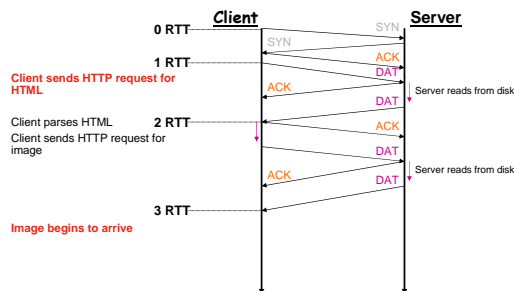 Client
Server
0 RTT
SYN
SYN
1 RTT
ACK
DAT
Client sends HTTP request for
HTML
ACK
Server reads from disk
DAT
Client parses HTML
2 RTT
ACK
Client sends HTTP request for
image
DAT
Server reads from disk
ACK
DAT
3 RTT
Image begins to arrive